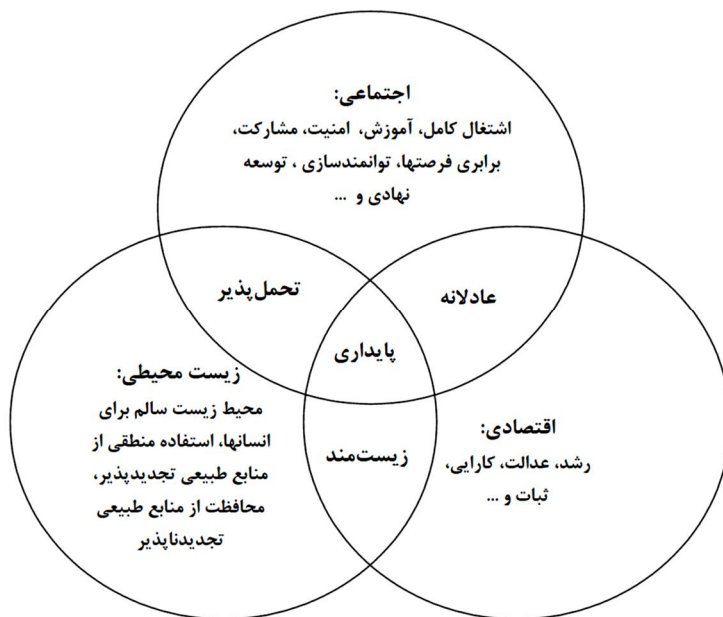 اجتماعی:
اشتغال کامل، آموزش، امنیت، مشارکت،
برابری فرصتها، توانمندسازی ، توسعه
نهادی و ...
تحمل‌پذیر
عادلانه
پایداری
زیست محیطی:
محیط زیست سالم برای
انسانها، استفاده منطقی از
منابع طبیعی تجدیدپذیر،
محافظت از منابع طبیعی
تجدیدناپذیر
زیست‌مند
اقتصادی:
رشد، عدالت، کارایی،
ثبات و ...